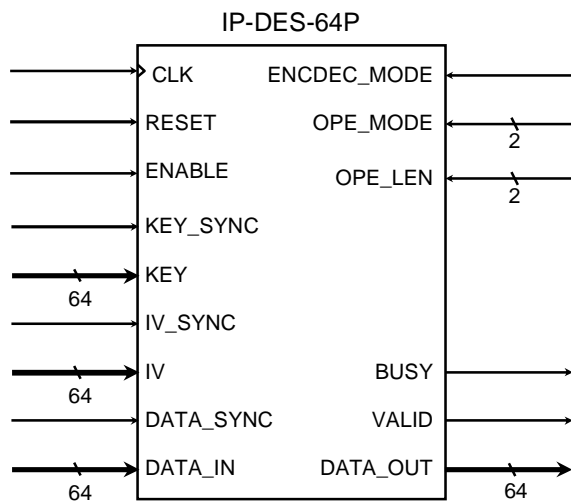 IP-DES-64P
CLK ENCDEC_MODE
RESET OPE_MODE
2
ENABLE OPE_LEN
2
KEY_SYNC
KEY
64
IV_SYNC
IV BUSY
64
DATA_SYNC VALID
DATA_IN DATA_OUT
64 64